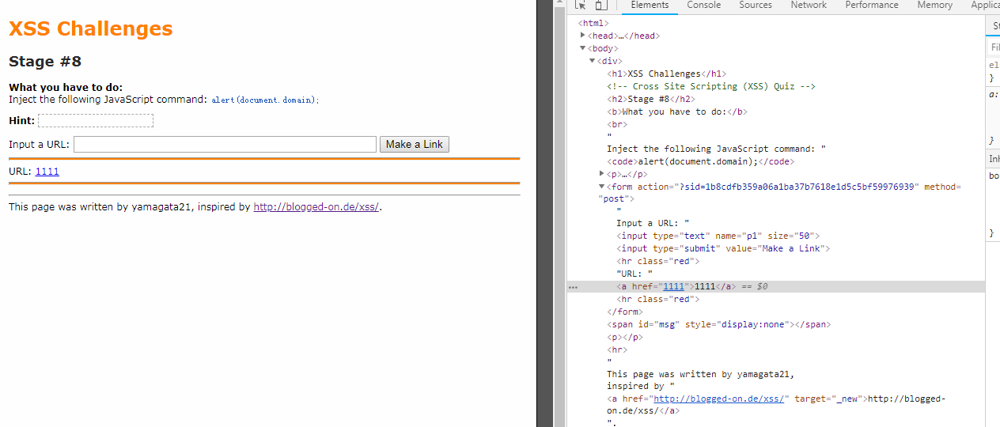 XSS Challenges
Stage #8
What you have to do:
Inject the following JavaScript command: alert(document.domain);
Hint:
Input a URL: Make a Link
URL: 1111
This page was written by yamagata21, inspired by http://blogged-on.de/xss/.
Elements Console Sources Network Performance Memory Applica
<html>
▶<head>…</head>
▼<body>
▼<div>
<h1>XSS Challenges</h1>
<!-- Cross Site Scripting (XSS) Quiz -->
<h2>Stage #8</h2>
<b>What you have to do:</b>
<br>
"
Inject the following JavaScript command: "
<code>alert(document.domain);</code>
▶<p>…</p>
▼<form action="?sid=1b8cdfb359a06a1ba37b7618e1d5c5bf59976939" method=
"post">
"
Input a URL: "
<input type="text" name="p1" size="50">
<input type="submit" value="Make a Link">
<hr class="red">
"URL: "
… <a href="1111">1111</a> == $0
<hr class="red">
</form>
<span id="msg" style="display:none"></span>
<p></p>
<hr>
"
This page was written by yamagata21,
inspired by "
<a href="http://blogged-on.de/xss/" target="_new">http://blogged-
on.de/xss/</a>
".
St
Fil
el
}
a:
}
Inh
bo
}